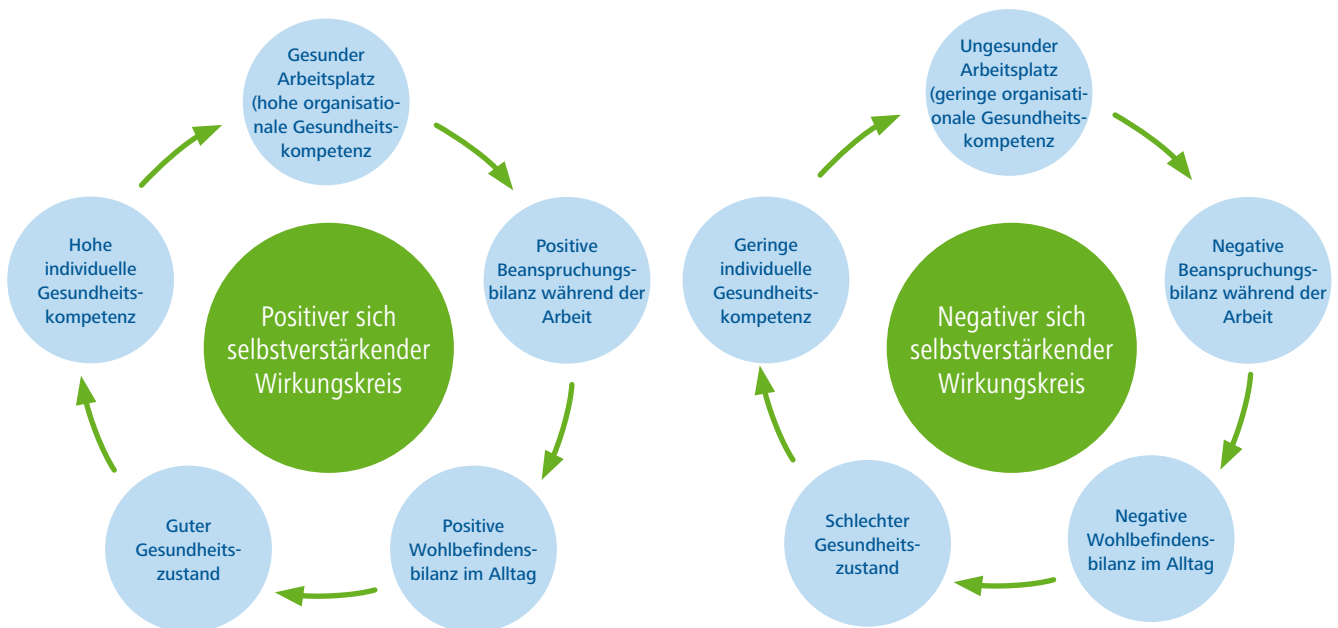 Gesunder
Arbeitsplatz
(hohe organisatio-
nale Gesundheits-
kompetenz
Positive
Beanspruchungs-
bilanz während der
Arbeit
Positive
Wohlbefindens-
bilanz im Alltag
Guter
Gesundheits-
zustand
Hohe
individuelle
Gesundheits-
kompetenz
Positiver sich
selbstverstärkender
Wirkungskreis
Ungesunder
Arbeitsplatz
(geringe organisati-
onale Gesundheits-
kompetenz
Negative
Beanspruchungs-
bilanz während der
Arbeit
Negative
Wohlbefindens-
bilanz im Alltag
Schlechter
Gesundheits-
zustand
Geringe
individuelle
Gesundheits-
kompetenz
Negativer sich
selbstverstärkender
Wirkungskreis